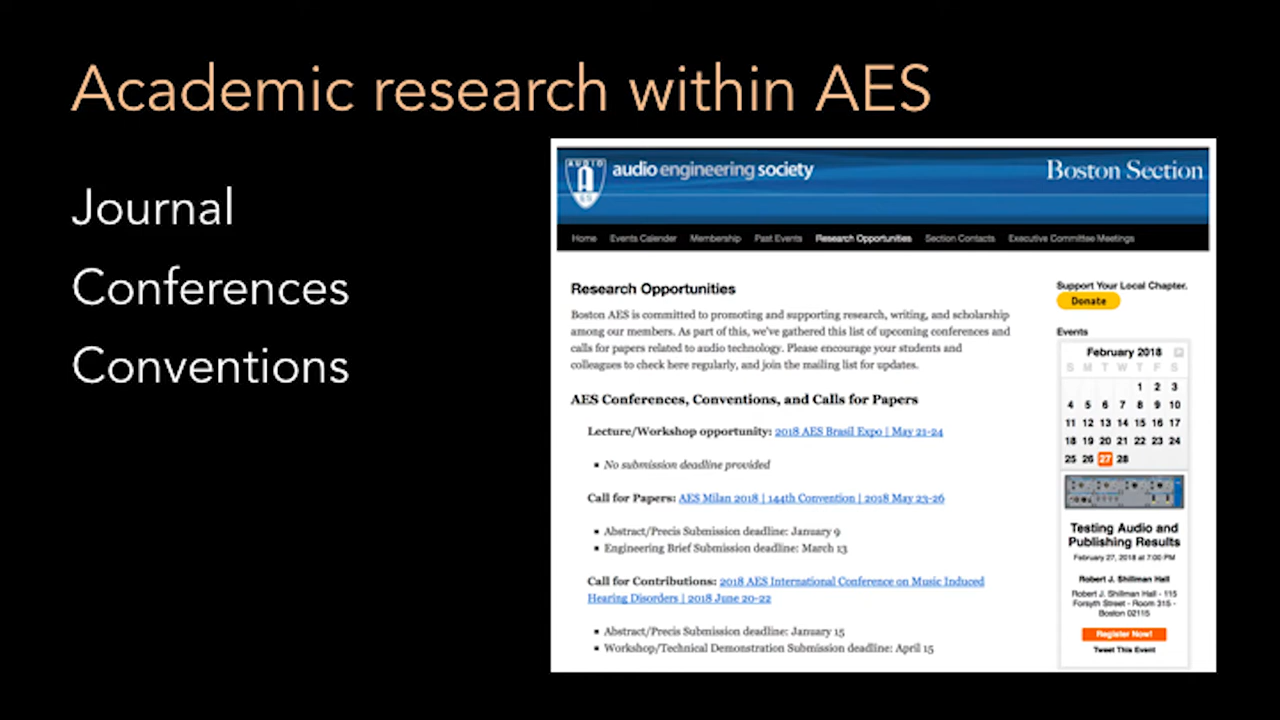 Academic research within AES
Journal
Conferences
Conventions
AUDIO
A
ES
audio engineering society
Boston Section
Home Events Calender Membership Past Events Research Opportunities Section Contacts Executive Committee Meetings
Research Opportunities
Boston AES is committed to promoting and supporting research, writing, and scholarship
among our members. As part of this, we've gathered this list of upcoming conferences and
calls for papers related to audio technology. Please encourage your students and
colleagues to check here regularly, and join the mailing list for updates.
AES Conferences, Conventions, and Calls for Papers
Lecture/Workshop opportunity: 2018 AES Brasil Expo | May 21-24
▪ No submission deadline provided
Call for Papers: AES Milan 2018 | 144th Convention | 2018 May 23-26
▪ Abstract/Precis Submission deadline: January 9
▪ Engineering Brief Submission deadline: March 13
Call for Contributions: 2018 AES International Conference on Music Induced
Hearing Disorders | 2018 June 20-22
▪ Abstract/Precis Submission deadline: January 15
▪ Workshop/Technical Demonstration Submission deadline: April 15
Support Your Local Chapter.
Donate
Events
February 2018
S M T W T F S
1 2 3
4 5 6 7 8 9 10
11 12 13 14 15 16 17
18 19 20 21 22 23 24
25 26 27 28
Testing Audio and
Publishing Results
February 27, 2018 at 7:00 PM
Robert J. Shillman Hall
Robert J. Shillman Hall - 115
Forsyth Street - Room 315 -
Boston 02115
Register Now!
Tweet This Event